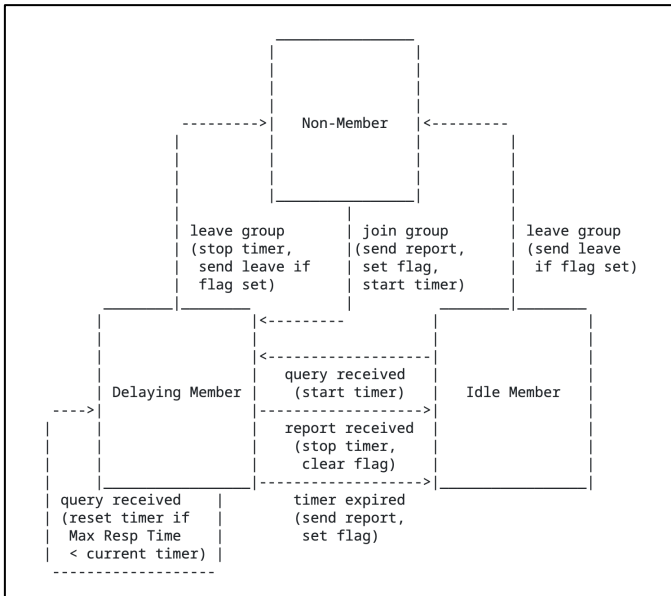 Non-Member
leave group
(stop timer,
send leave if
flag set)
join group
(send report,
set flag,
start timer)
leave group
(send leave
if flag set)
Delaying Member
query received
(start timer)
report received
(stop timer,
clear flag)
timer expired
(send report,
set flag)
Idle Member
query received
(reset timer if
Max Resp Time
< current timer)